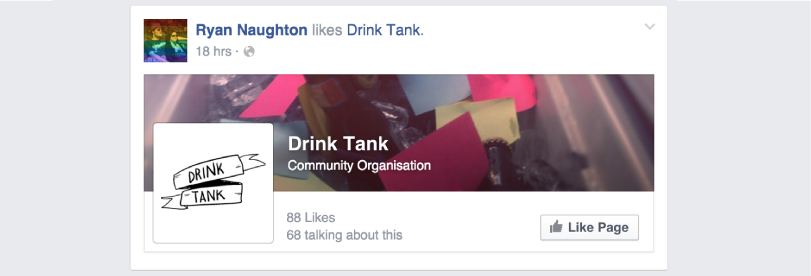 Ryan Naughton likes Drink Tank.
18 hrs ·
DRINK
TANK
Drink Tank
Community Organisation
88 Likes
68 talking about this
Like Page